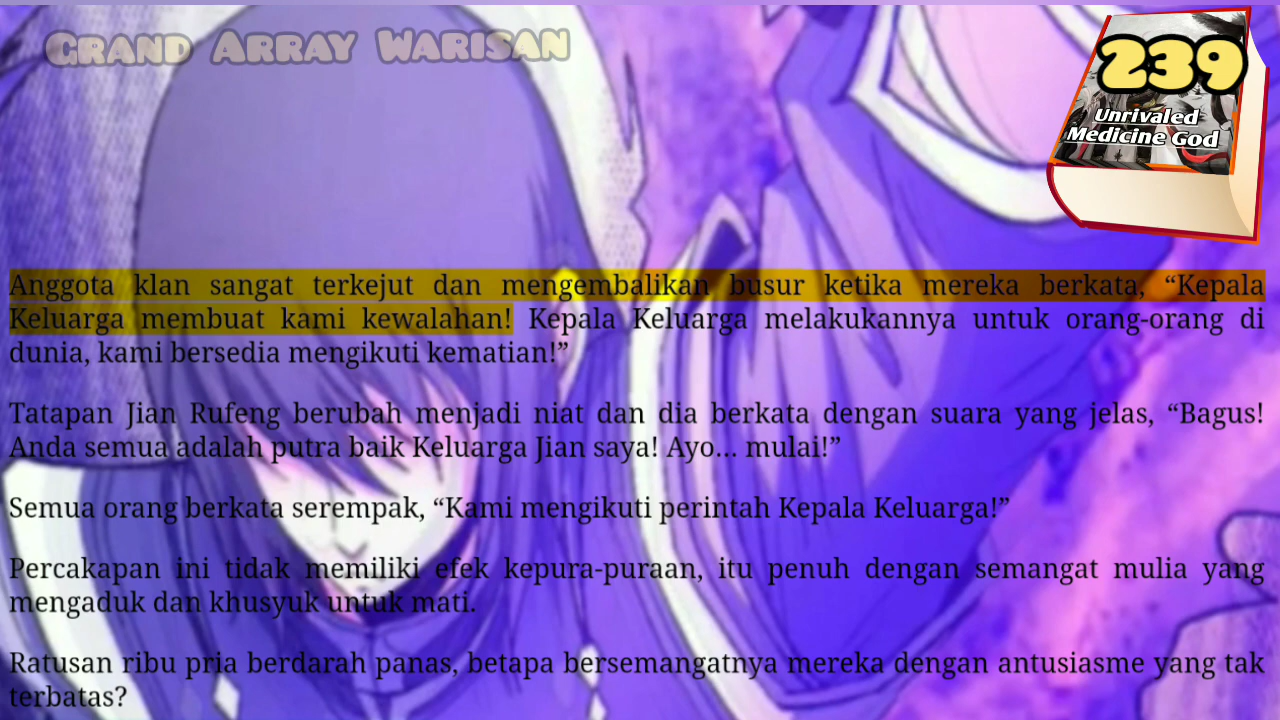 Grand Array Warisan
239
Unrivaled
Medicine God
Anggota klan sangat terkejut dan mengembalikan busur ketika mereka berkata, “Kepala
Keluarga membuat kami kewalahan! Kepala Keluarga melakukannya untuk orang-orang di
dunia, kami bersedia mengikuti kematian!”
Tatapan Jian Rufeng berubah menjadi niat dan dia berkata dengan suara yang jelas, “Bagus!
Anda semua adalah putra baik Keluarga Jian saya! Ayo... mulai!”
Semua orang berkata serempak, “Kami mengikuti perintah Kepala Keluarga!”
Percakapan ini tidak memiliki efek kepura-puraan, itu penuh dengan semangat mulia yang
mengaduk dan khusyuk untuk mati.
Ratusan ribu pria berdarah panas, betapa bersemangatnya mereka dengan antusiasme yang tak
terbatas?